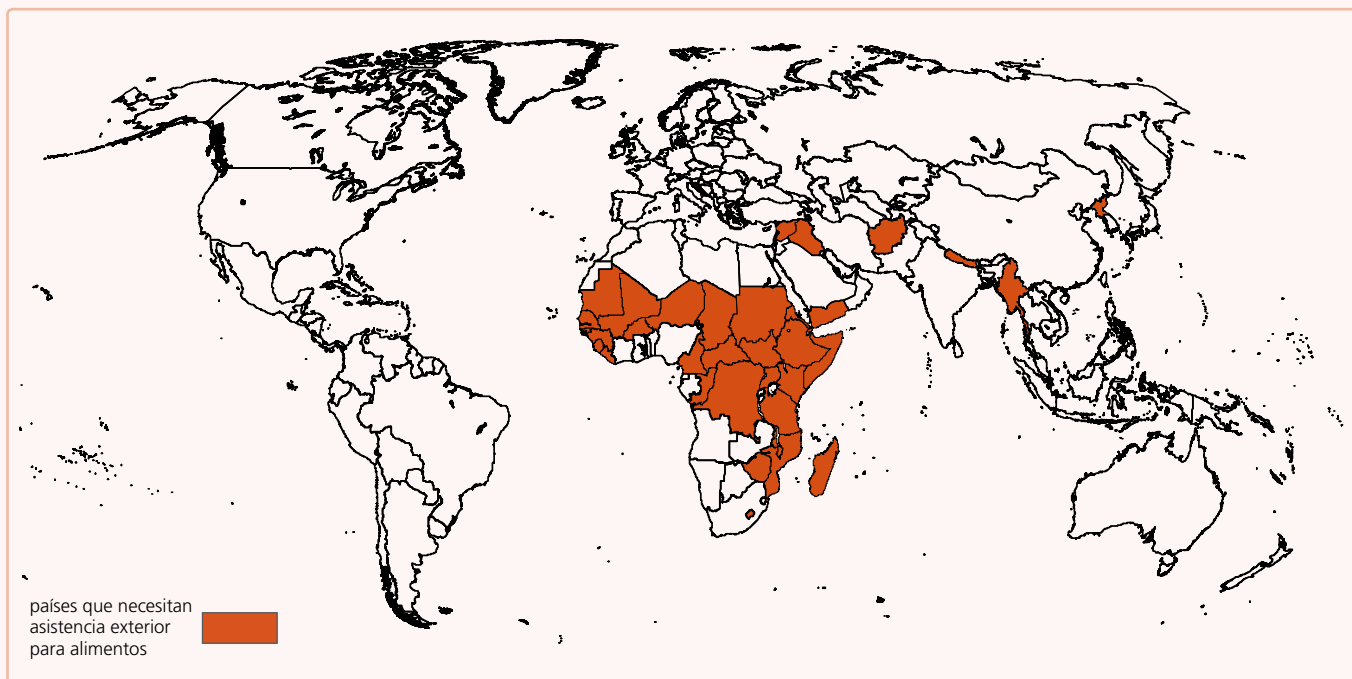 países que necesitan
asistencia exterior
para alimentos